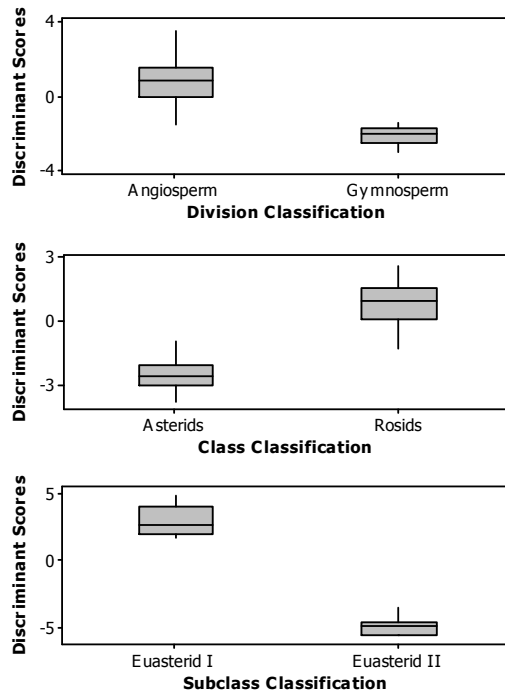 Discriminant Scores
4
0
-4
Angiosperm Gymnosperm
Division Classification
Discriminant Scores
3
0
-3
Asterids Rosids
Class Classification
Discriminant Scores
5
0
-5
Euasterid I Euasterid II
Subclass Classification